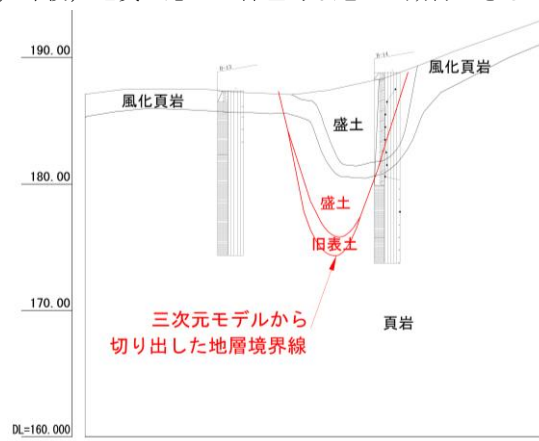 190.00
風化頁岩
風化頁岩
盛土
180.00
盛土
旧表土
170.00
三次元モデルから
切り出した地層境界線
頁岩
DL=160.000